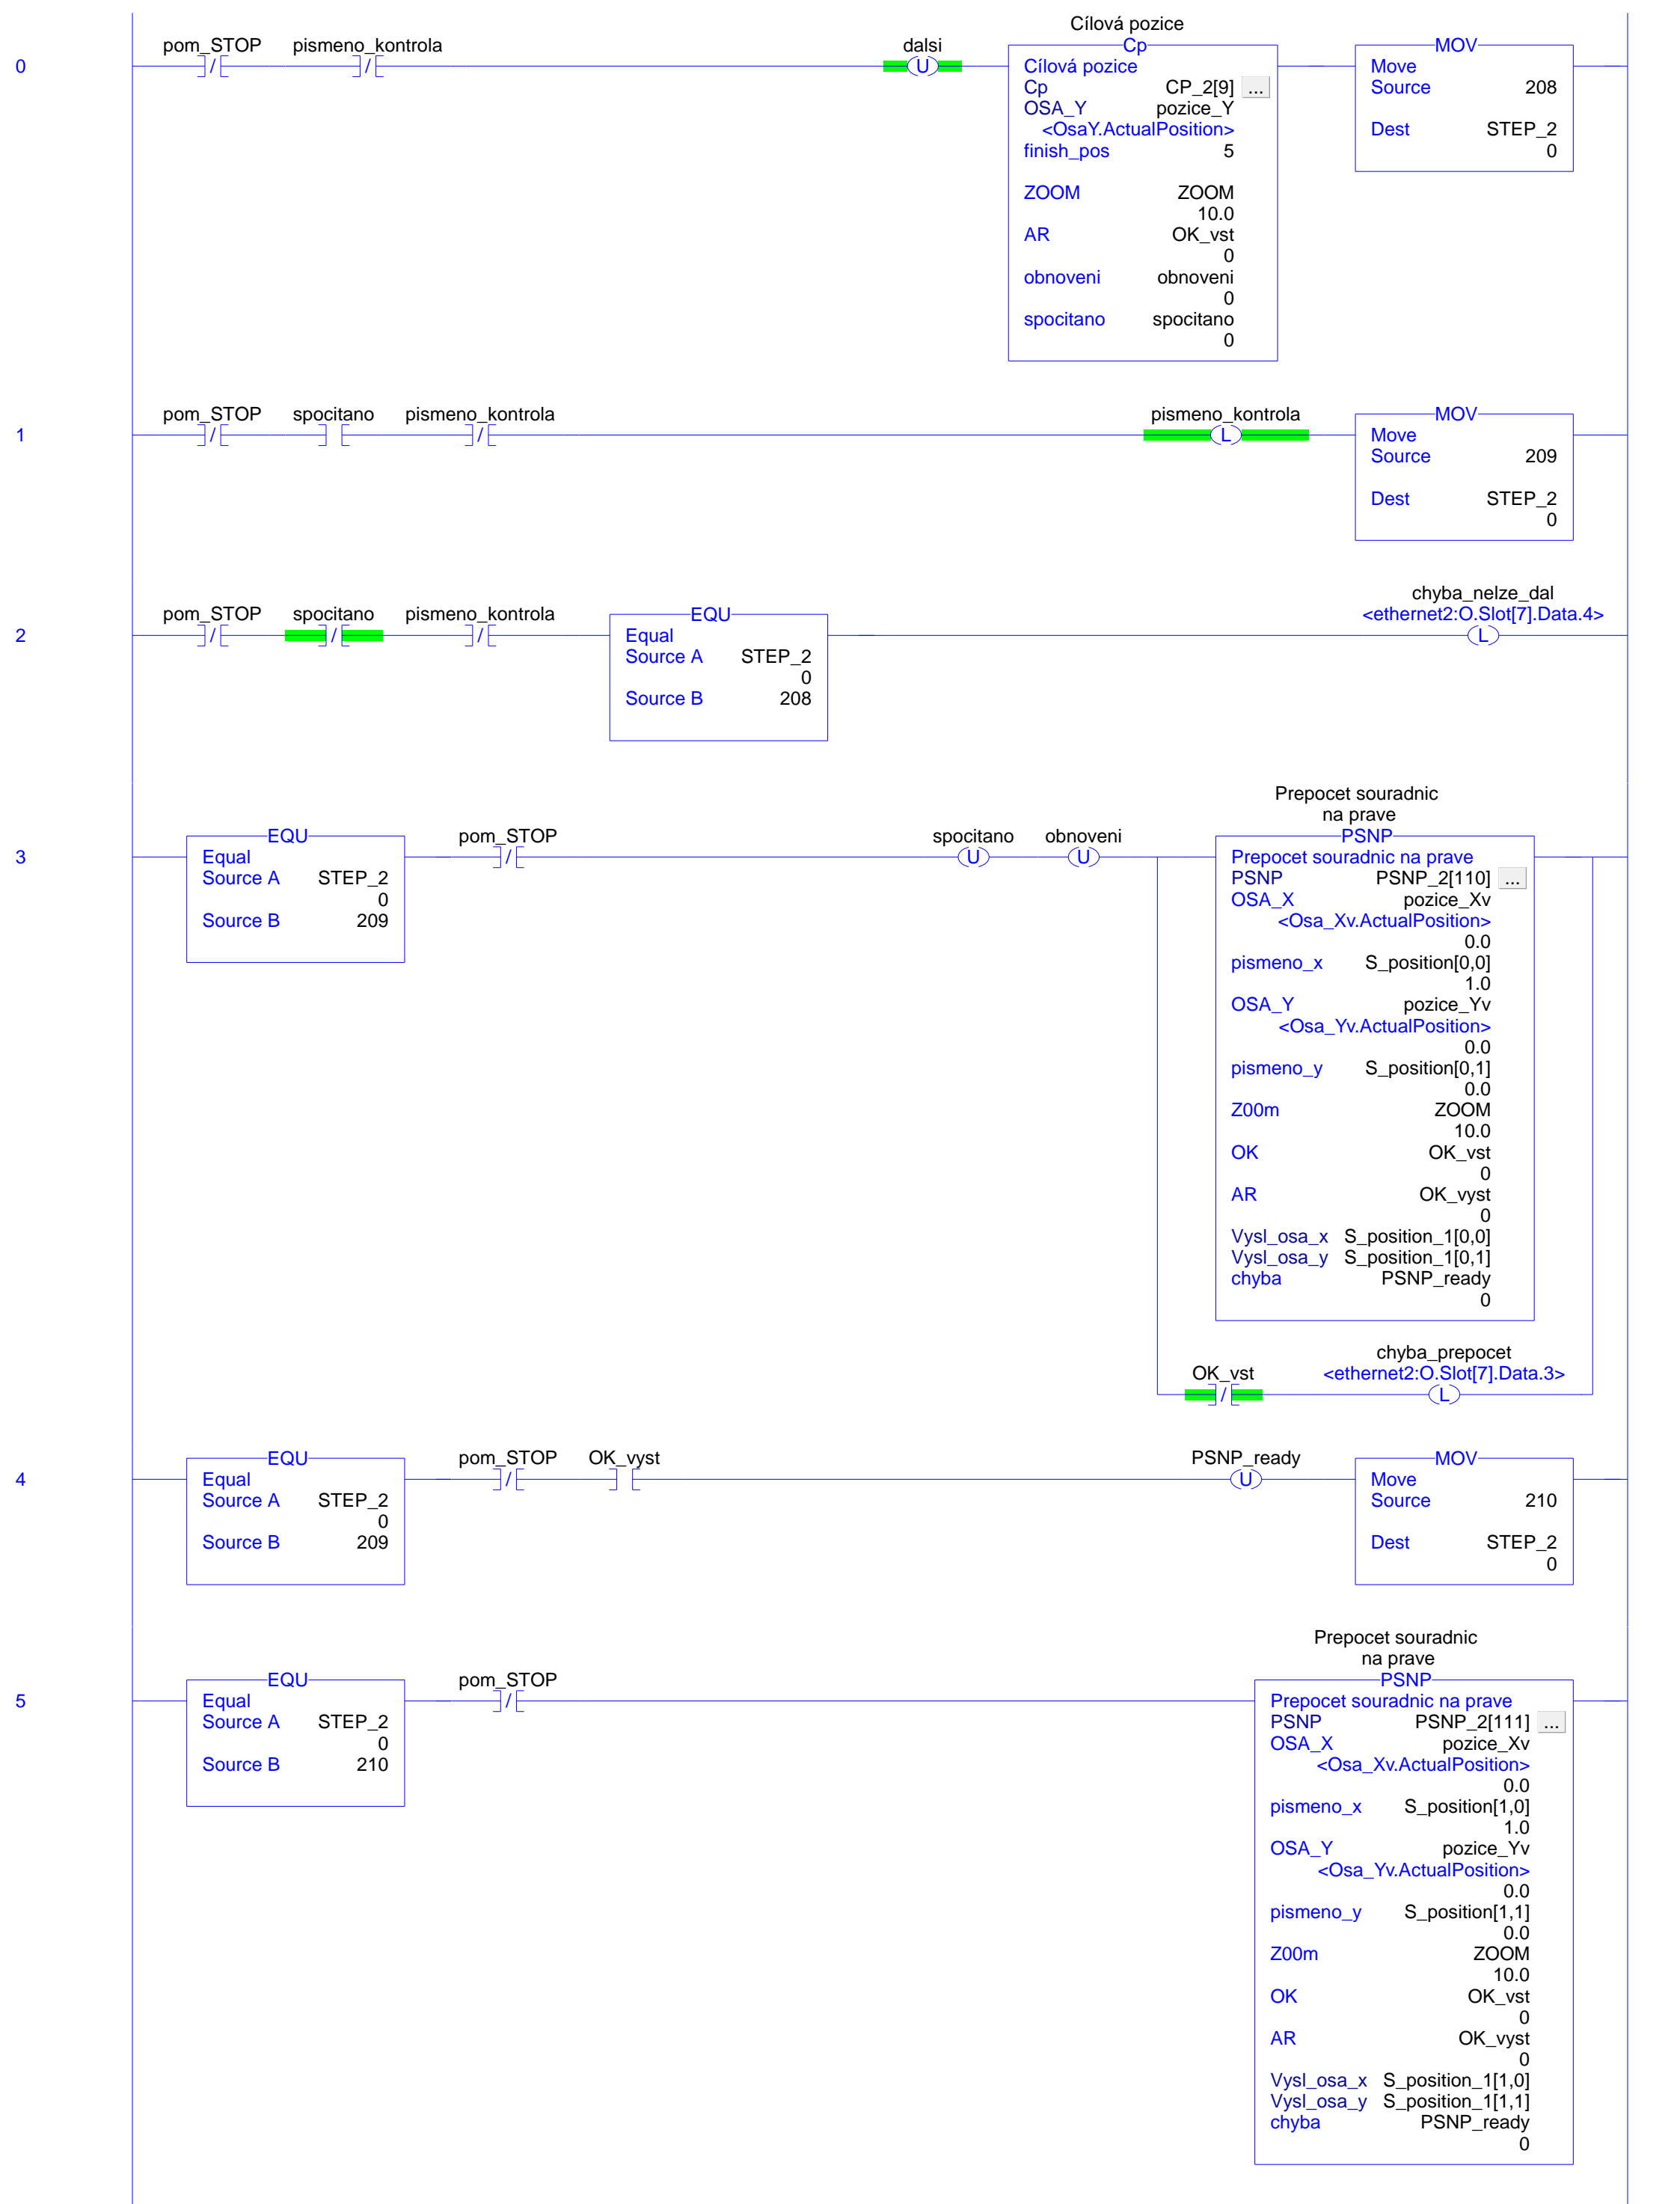 Cílová pozice
pom_STOP pismeno_kontrola dalsi Cp MOV
0 / / U Cílová pozice Move
Cp CP_2[9] ... Source 208
OSA_Y pozice_Y
<OsaY.ActualPosition> Dest STEP_2
finish_pos 5 0
ZOOM ZOOM
10.0
AR OK_vst
0
obnoveni obnoveni
0
spocitano spocitano
0
pom_STOP spocitano pismeno_kontrola pismeno_kontrola MOV
1 / / L Move
Source 209
Dest STEP_2
0
chyba_nelze_dal
pom_STOP spocitano pismeno_kontrola EQU <ethernet2:O.Slot[7].Data.4>
2 / / / Equal L
Source A STEP_2
0
Source B 208
Prepocet souradnic
na prave
EQU pom_STOP spocitano obnoveni PSNP
3 Equal / U U Prepocet souradnic na prave
Source A STEP_2 PSNP PSNP_2[110] ...
0 OSA_X pozice_Xv
Source B 209 <Osa_Xv.ActualPosition>
0.0
pismeno_x S_position[0,0]
1.0
OSA_Y pozice_Yv
<Osa_Yv.ActualPosition>
0.0
pismeno_y S_position[0,1]
0.0
Z00m ZOOM
10.0
OK OK_vst
0
AR OK_vyst
0
Vysl_osa_x S_position_1[0,0]
Vysl_osa_y S_position_1[0,1]
chyba PSNP_ready
0
chyba_prepocet
OK_vst <ethernet2:O.Slot[7].Data.3>
/ L
EQU pom_STOP OK_vyst PSNP_ready MOV
4 Equal / U Move
Source A STEP_2 Source 210
0
Source B 209 Dest STEP_2
0
Prepocet souradnic
na prave
EQU pom_STOP PSNP
5 Equal / Prepocet souradnic na prave
Source A STEP_2 PSNP PSNP_2[111] ...
0 OSA_X pozice_Xv
Source B 210 <Osa_Xv.ActualPosition>
0.0
pismeno_x S_position[1,0]
1.0
OSA_Y pozice_Yv
<Osa_Yv.ActualPosition>
0.0
pismeno_y S_position[1,1]
0.0
Z00m ZOOM
10.0
OK OK_vst
0
AR OK_vyst
0
Vysl_osa_x S_position_1[1,0]
Vysl_osa_y S_position_1[1,1]
chyba PSNP_ready
0